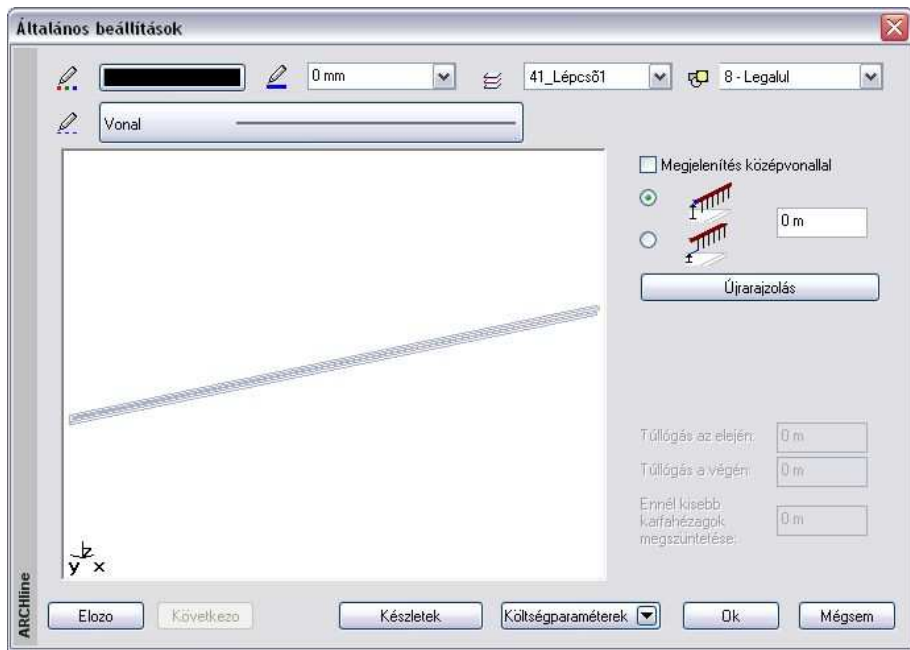 Általános beállítások
0 mm
41_Lépcsõ1
8 - Legalul
Vonal
Megjelenítés középvonallal
0 m
Újrarajzolás
Túllógás az elején:
0 m
Túllógás a végén:
0 m
Ennél kisebb
karfahézagok
megszüntetése:
0 m
z
y x
ARCHline
Elozo
Következo
Készletek
Költségparaméterek
Ok
Mégsem